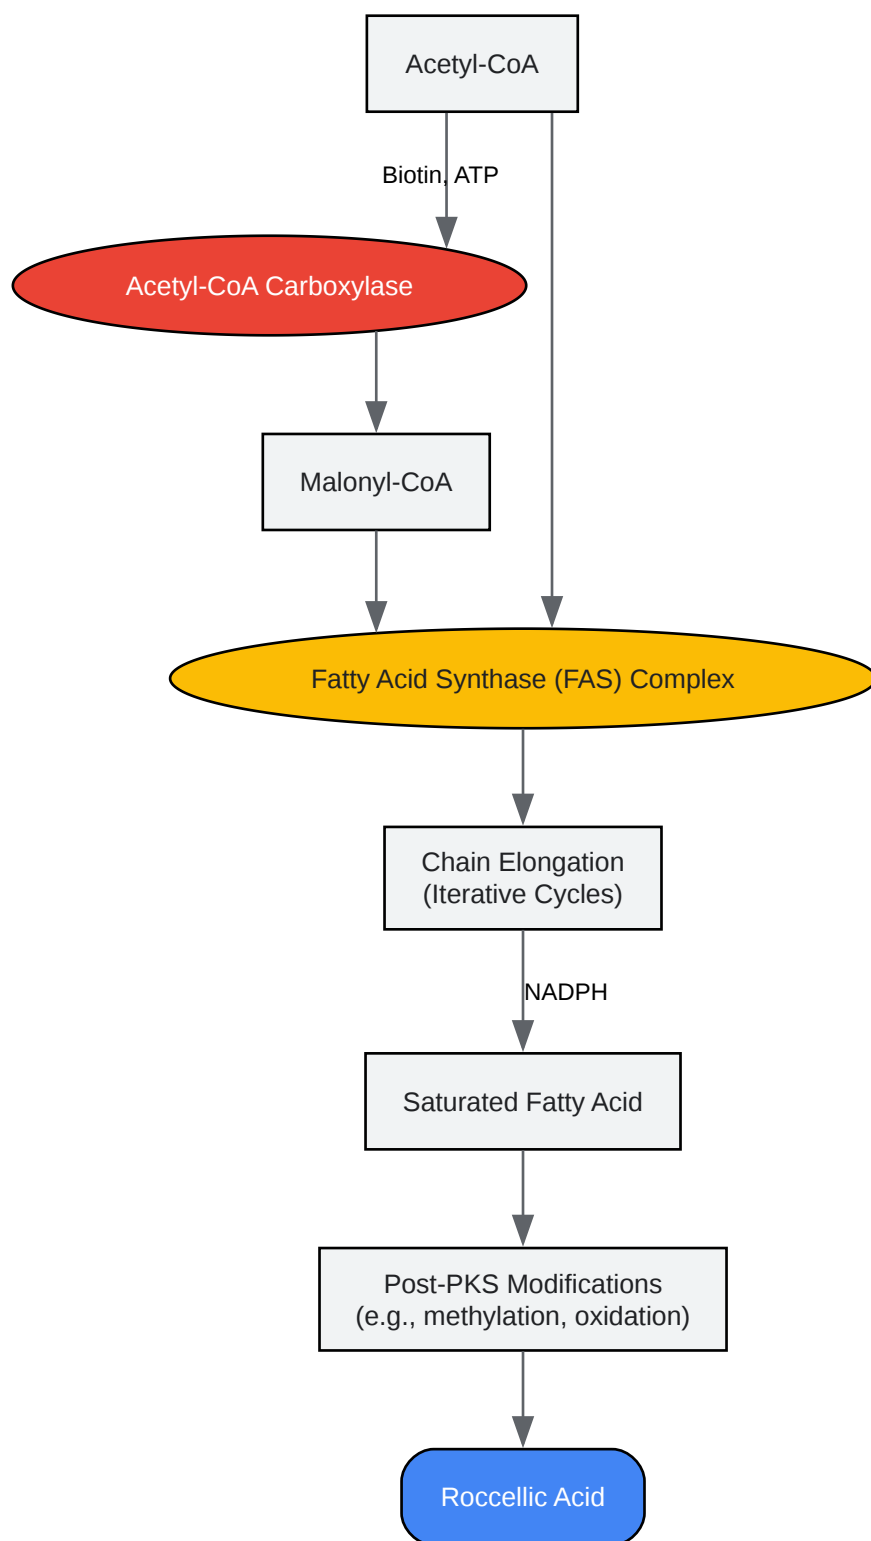 Acetyl-CoA
Biotin, ATP
Acetyl-CoA Carboxylase
Malonyl-CoA
Fatty Acid Synthase (FAS) Complex
Chain Elongation
(Iterative Cycles)
NADPH
Saturated Fatty Acid
Post-PKS Modifications
(e.g., methylation, oxidation)
Roccellic Acid